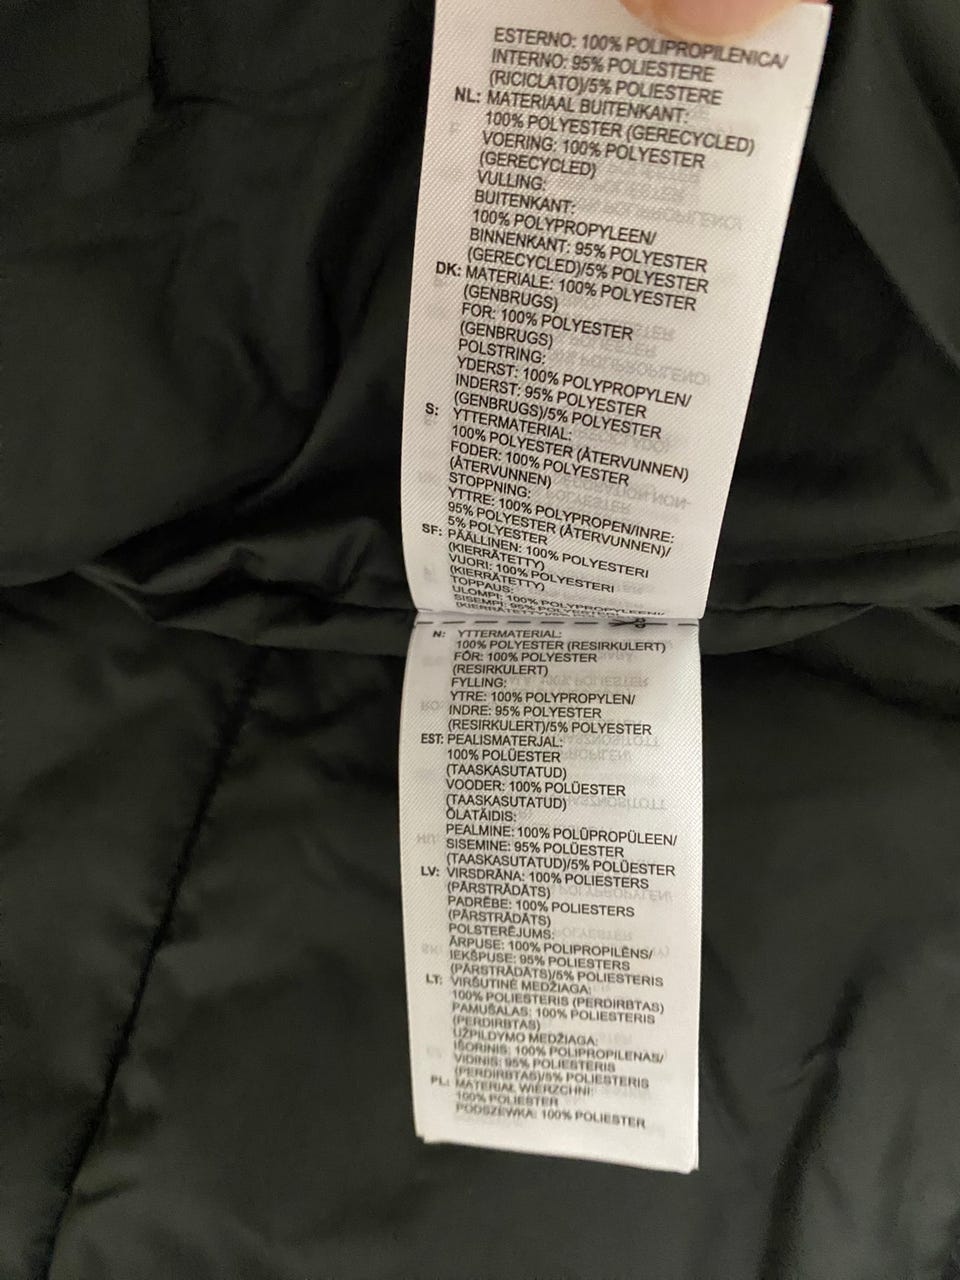 ESTERNO: 100% POLIPROPILENICA/
INTERNO: 95% POLIESTERE
(RICICLATO)/5% POLIESTERE
NL: MATERIAAL BUITENKANT:
100% POLYESTER (GERECYCLED)
VOERING: 100% POLYESTER
(GERECYCLED)
VULLING:
BUITENKANT:
100% POLYPROPYLEEN/
BINNENKANT: 95% POLYESTER
(GERECYCLED)/5% POLYESTER
DK: MATERIALE: 100% POLYESTER
(GENBRUGS)
FOR: 100% POLYESTER
(GENBRUGS)
POLSTRING:
YDERST: 100% POLYPROPYLEN/
INDERST: 95% POLYESTER
(GENBRUGS)/5% POLYESTER
S: YTTERMATERIAL:
100% POLYESTER (ÅTERVUNNEN)
FODER: 100% POLYESTER
(ÅTERVUNNEN)
STOPPNING:
YTTRE: 100% POLYPROPEN/INRE:
95% POLYESTER (ÅTERVUNNEN)/
5% POLYESTER
SF: PÄÄLLINEN: 100% POLYESTERI
(KIERRÄTETTY)
VUORI: 100% POLYESTERI
(KIERRÄTETTY)
TOPPAUS:
ULOMPI: 100% POLYPROPYLEENI/
SISEMPI: 95% POLYESTERI
N: YTTERMATERIAL:
100% POLYESTER (RESIRKULERT)
FÔR: 100% POLYESTER
(RESIRKULERT)
FYLLING:
YTRE: 100% POLYPROPYLEN/
INDRE: 95% POLYESTER
(RESIRKULERT)/5% POLYESTER
EST: PEALISMATERJAL:
100% POLÜESTER
(TAASKASUTATUD)
VOODER: 100% POLÜESTER
(TAASKASUTATUD)
ÕLATÄIDIS:
PEALMINE: 100% POLÜPROPÜLEEN/
SISEMINE: 95% POLÜESTER
(TAASKASUTATUD)/5% POLÜESTER
LV: VIRSDRĀNA: 100% POLIESTERS
(PĀRSTRĀDĀTS)
PADRĒBE: 100% POLIESTERS
(PĀRSTRĀDĀTS)
POLSTERĒJUMS:
ĀRPUSE: 100% POLIPROPILĒNS/
IEKŠPUSE: 95% POLIESTERS
(PĀRSTRĀDĀTS)/5% POLIESTERIS
LT: VIRŠUTINĖ MEDŽIAGA:
100% POLIESTERIS (PERDIRBTAS)
PAMUŠALAS: 100% POLIESTERIS
(PERDIRBTAS)
UŽPILDYMO MEDŽIAGA:
IŠORINIS: 100% POLIPROPILENAS/
VIDINIS: 95% POLIESTERIS
(PERDIRBTAS)/5% POLIESTERIS
PL: MATERIAŁ WIERZCHNI:
100% POLIESTER
PODSZEWKA: 100% POLIESTER